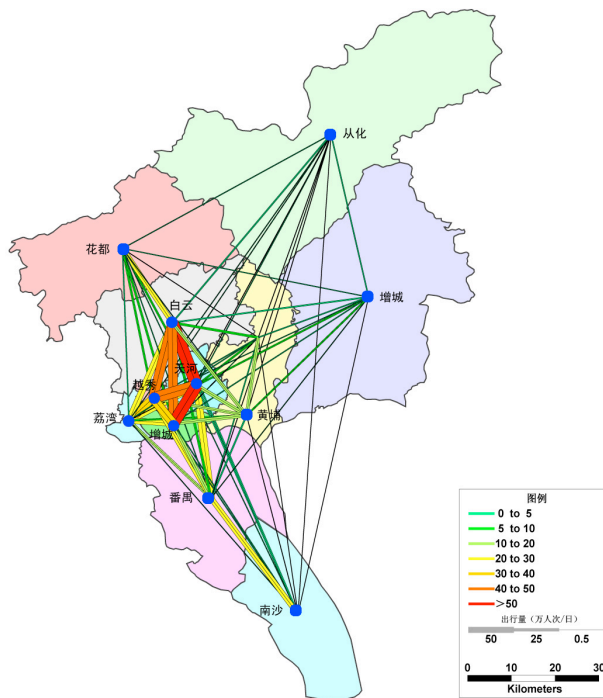 从化
花都
增城
白云
天河
越秀
荔湾
黄埔
增城
番禺
南沙
图例
0 to 5
5 to 10
10 to 20
20 to 30
30 to 40
40 to 50
>50
出行量（万人次/日）
50 25 0.5
0 10 20 30
Kilometers